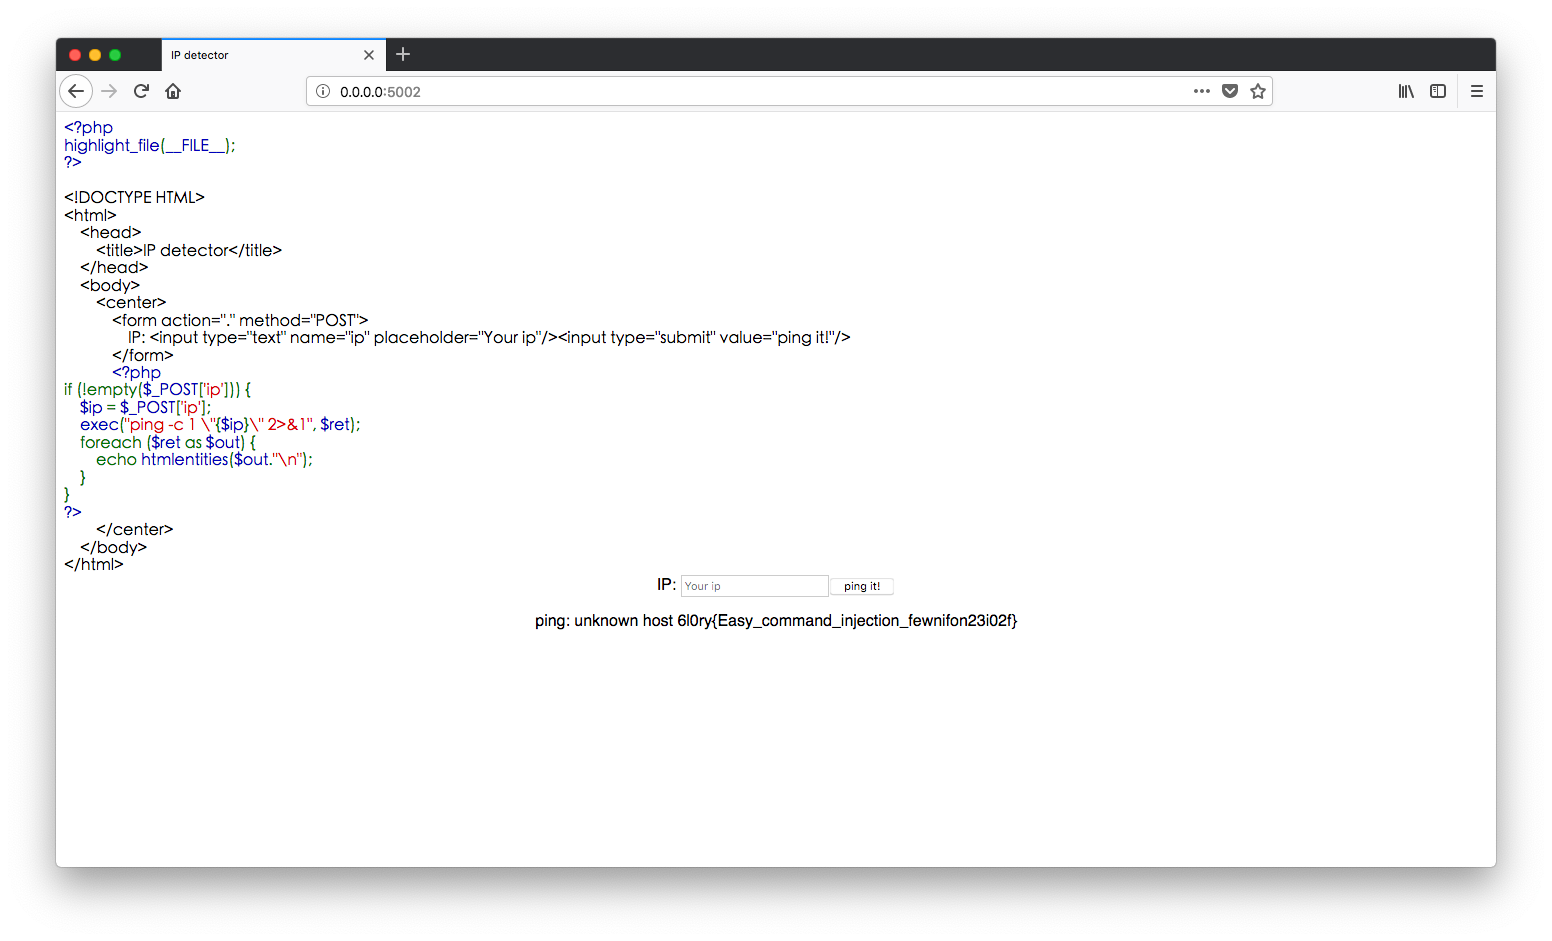 IP detector
0.0.0.0:5002
<?php
highlight_file(__FILE__);
?>
<!DOCTYPE HTML>
<html>
<head>
<title>IP detector</title>
</head>
<body>
<center>
<form action="." method="POST">
IP: <input type="text" name="ip" placeholder="Your ip"/><input type="submit" value="ping it!"/>
</form>
<?php
if (!empty($_POST['ip'])) {
$ip = $_POST['ip'];
exec("ping -c 1 \"{$ip}\" 2>&1", $ret);
foreach ($ret as $out) {
echo htmlentities($out."\n");
}
}
?>
</center>
</body>
</html>
IP: Your ip ping it!
ping: unknown host 6l0ry{Easy_command_injection_fewnifon23i02f}